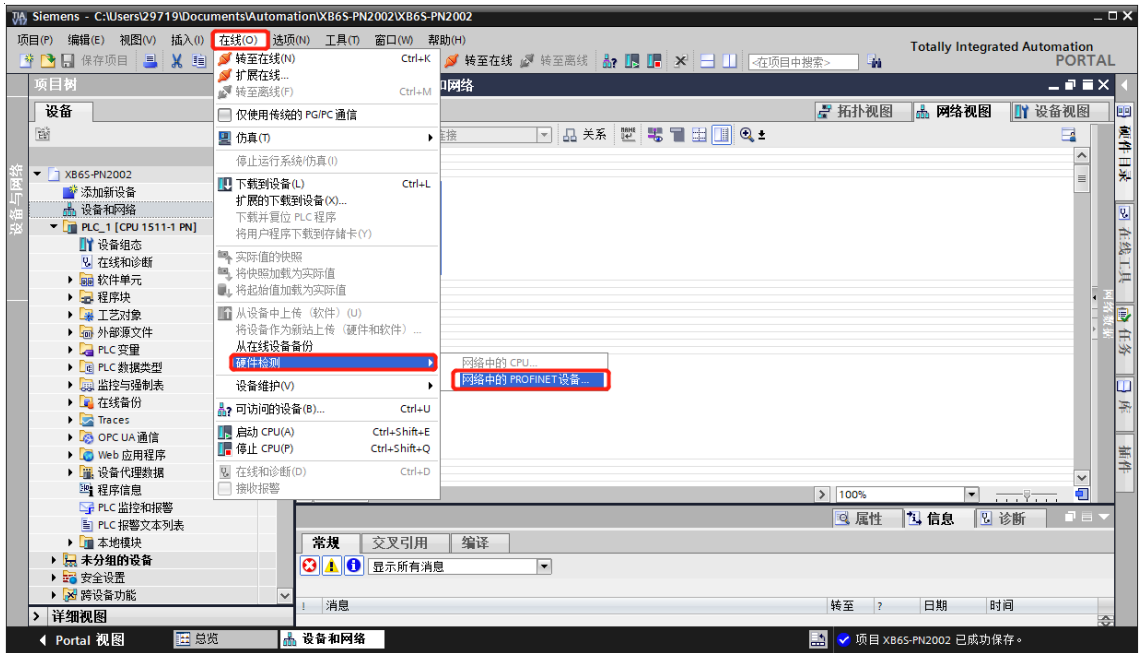 Siemens - C:\Users\29719\Documents\Automation\XB6S-PN2002\XB6S-PN2002
项目(P) 编辑(E) 视图(V) 插入(I) 在线(O) 选项(N) 工具(T) 窗口(W) 帮助(H)
Totally Integrated Automation
PORTAL
保存项目
转至在线 转至离线
<在项目中搜索>
转至在线(N) Ctrl+K
扩展在线...
转至离线(F) Ctrl+M
仅使用传统的 PG/PC 通信
仿真(T)
停止运行系统/仿真(I)
下载到设备(L) Ctrl+L
扩展的下载到设备(X)...
下载并复位 PLC 程序
将用户程序下载到存储卡(Y)
实际值的快照
将快照加载为实际值
将起始值加载为实际值
从设备中上传（软件）(U)
将设备作为新站上传（硬件和软件）...
从在线设备备份
硬件检测
网络中的 CPU...
网络中的 PROFINET 设备...
设备维护(V)
可访问的设备(B)... Ctrl+U
启动 CPU(A) Ctrl+Shift+E
停止 CPU(P) Ctrl+Shift+Q
在线和诊断(D) Ctrl+D
接收报警
项目树
设备
设备与网络
XB6S-PN2002
添加新设备
设备和网络
PLC_1 [CPU 1511-1 PN]
设备组态
在线和诊断
软件单元
程序块
工艺对象
外部源文件
PLC 变量
PLC 数据类型
监控与强制表
在线备份
Traces
OPC UA 通信
Web 应用程序
设备代理数据
程序信息
PLC 监控和报警
PLC 报警文本列表
本地模块
未分组的设备
安全设置
跨设备功能
详细视图
和网络
拓扑视图 网络视图 设备视图
连接
关系
100%
网络数据
硬件目录
在线工具
任务
库
插件
属性 信息 诊断
常规 交叉引用 编译
显示所有消息
! 消息 转至 ? 日期 时间
Portal 视图 总览 设备和网络
项目 XB6S-PN2002 已成功保存。